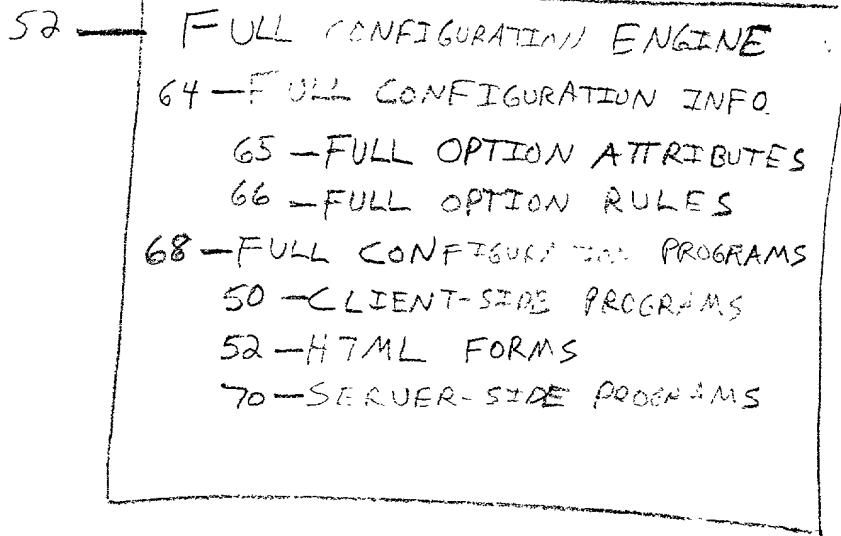 52 — FULL CONFIGURATION ENGINE
64 — FULL CONFIGURATION INFO.
65 — FULL OPTION ATTRIBUTES
66 — FULL OPTION RULES
68 — FULL CONFIGURATION PROGRAMS
50 — CLIENT-SIDE PROGRAMS
52 — HTML FORMS
70 — SERVER-SIDE PROGRAMS